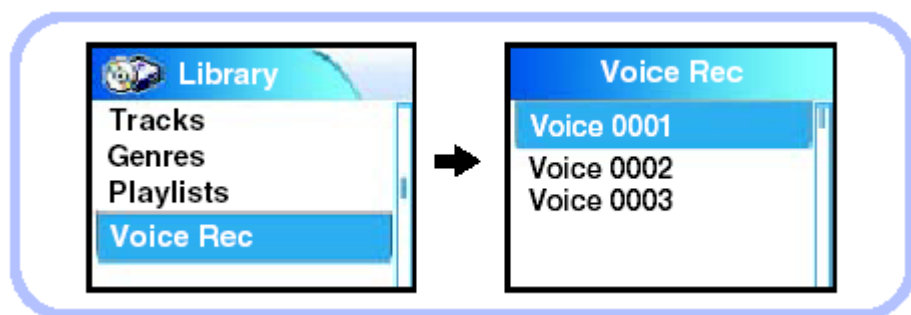 Library
Tracks
Genres
Playlists
Voice Rec
Voice Rec
Voice 0001
Voice 0002
Voice 0003